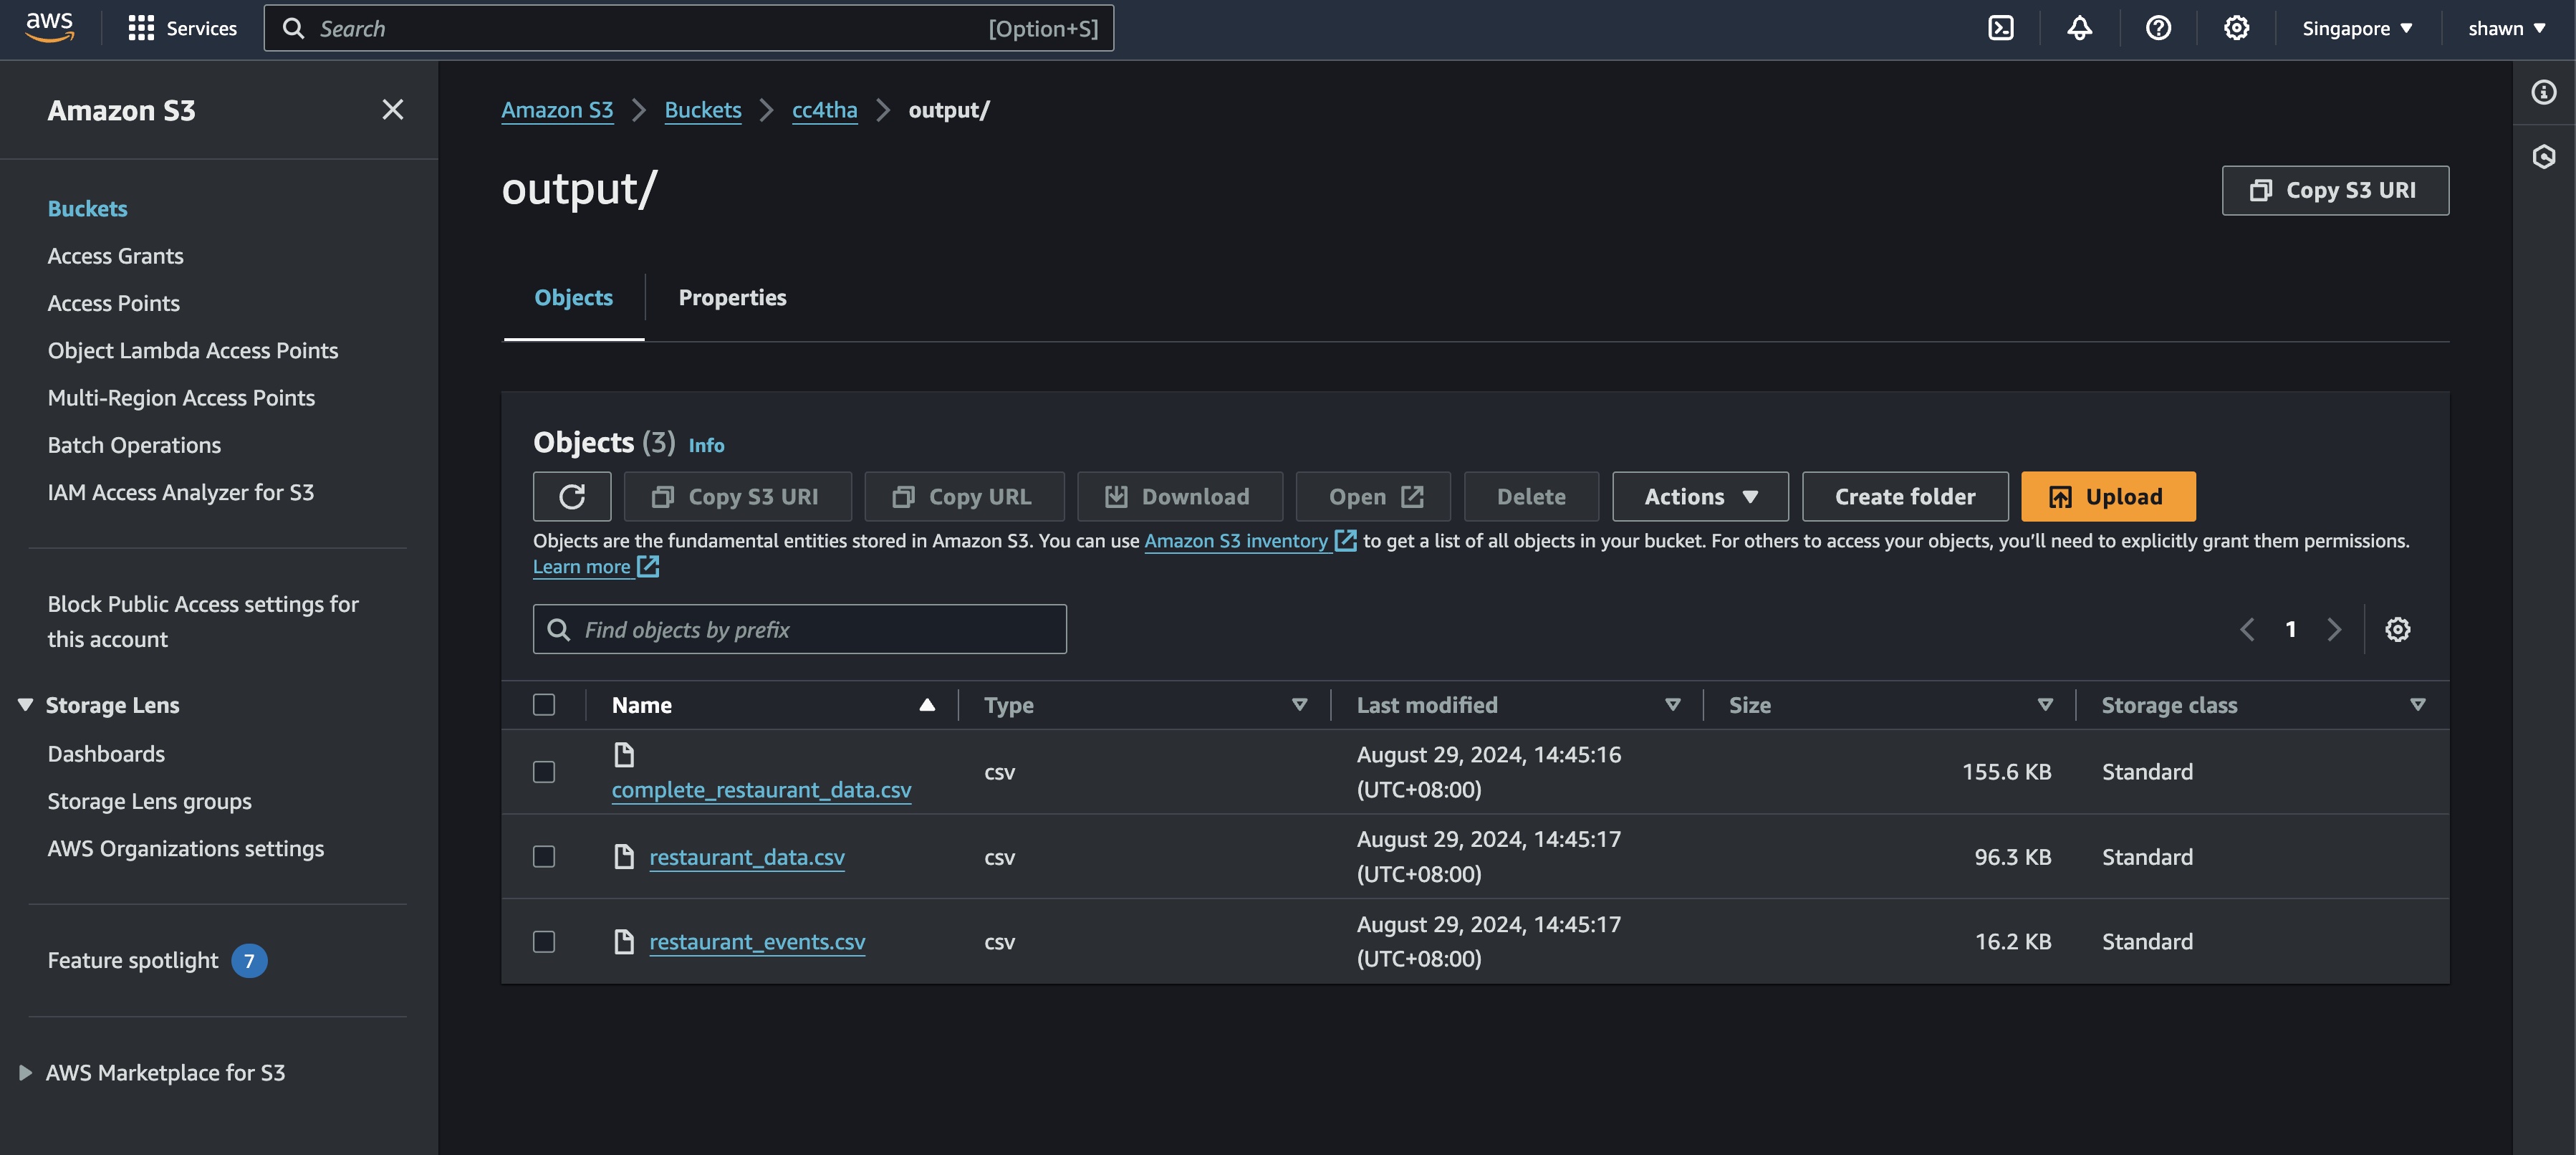 aws
Services
Search
[Option+S]
Singapore
shawn
Amazon S3
Buckets
Access Grants
Access Points
Object Lambda Access Points
Multi-Region Access Points
Batch Operations
IAM Access Analyzer for S3
Block Public Access settings for
this account
Storage Lens
Dashboards
Storage Lens groups
AWS Organizations settings
Feature spotlight 7
AWS Marketplace for S3
Amazon S3 Buckets cc4tha output/
output/
Copy S3 URI
Objects Properties
Objects (3) Info
Copy S3 URI Copy URL Download Open Delete Actions Create folder Upload
Objects are the fundamental entities stored in Amazon S3. You can use Amazon S3 inventory to get a list of all objects in your bucket. For others to access your objects, you’ll need to explicitly grant them permissions.
Learn more
Find objects by prefix
1
Name Type Last modified Size Storage class
complete_restaurant_data.csv csv August 29, 2024, 14:45:16 (UTC+08:00) 155.6 KB Standard
restaurant_data.csv csv August 29, 2024, 14:45:17 (UTC+08:00) 96.3 KB Standard
restaurant_events.csv csv August 29, 2024, 14:45:17 (UTC+08:00) 16.2 KB Standard